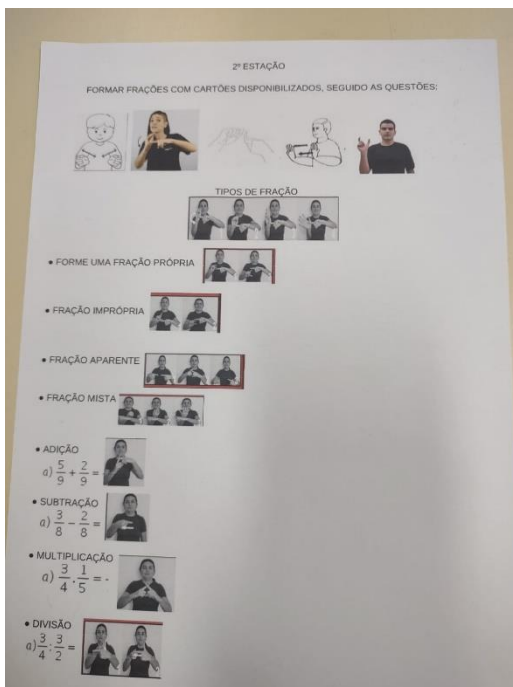 2º ESTAÇÃO
FORMAR FRAÇÕES COM CARTÕES DISPONIBILIZADOS, SEGUIDO AS QUESTÕES:
TIPOS DE FRAÇÃO
• FORME UMA FRAÇÃO PRÓPRIA
• FRAÇÃO IMPRÓPRIA
• FRAÇÃO APARENTE
• FRAÇÃO MISTA
• ADIÇÃO
a) 5/9 + 2/9 =
• SUBTRAÇÃO
a) 3/8 − 2/8 =
• MULTIPLICAÇÃO
a) 3/4 . 1/5 = .
• DIVISÃO
a) 3/4 : 3/2 =